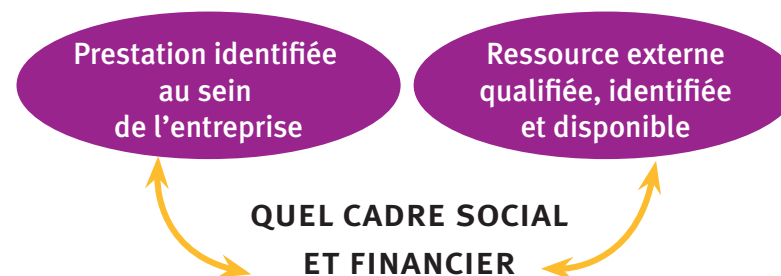 Prestation identifiée
au sein
de l’entreprise
Ressource externe
qualifiée, identifiée
et disponible
QUEL CADRE SOCIAL
ET FINANCIER